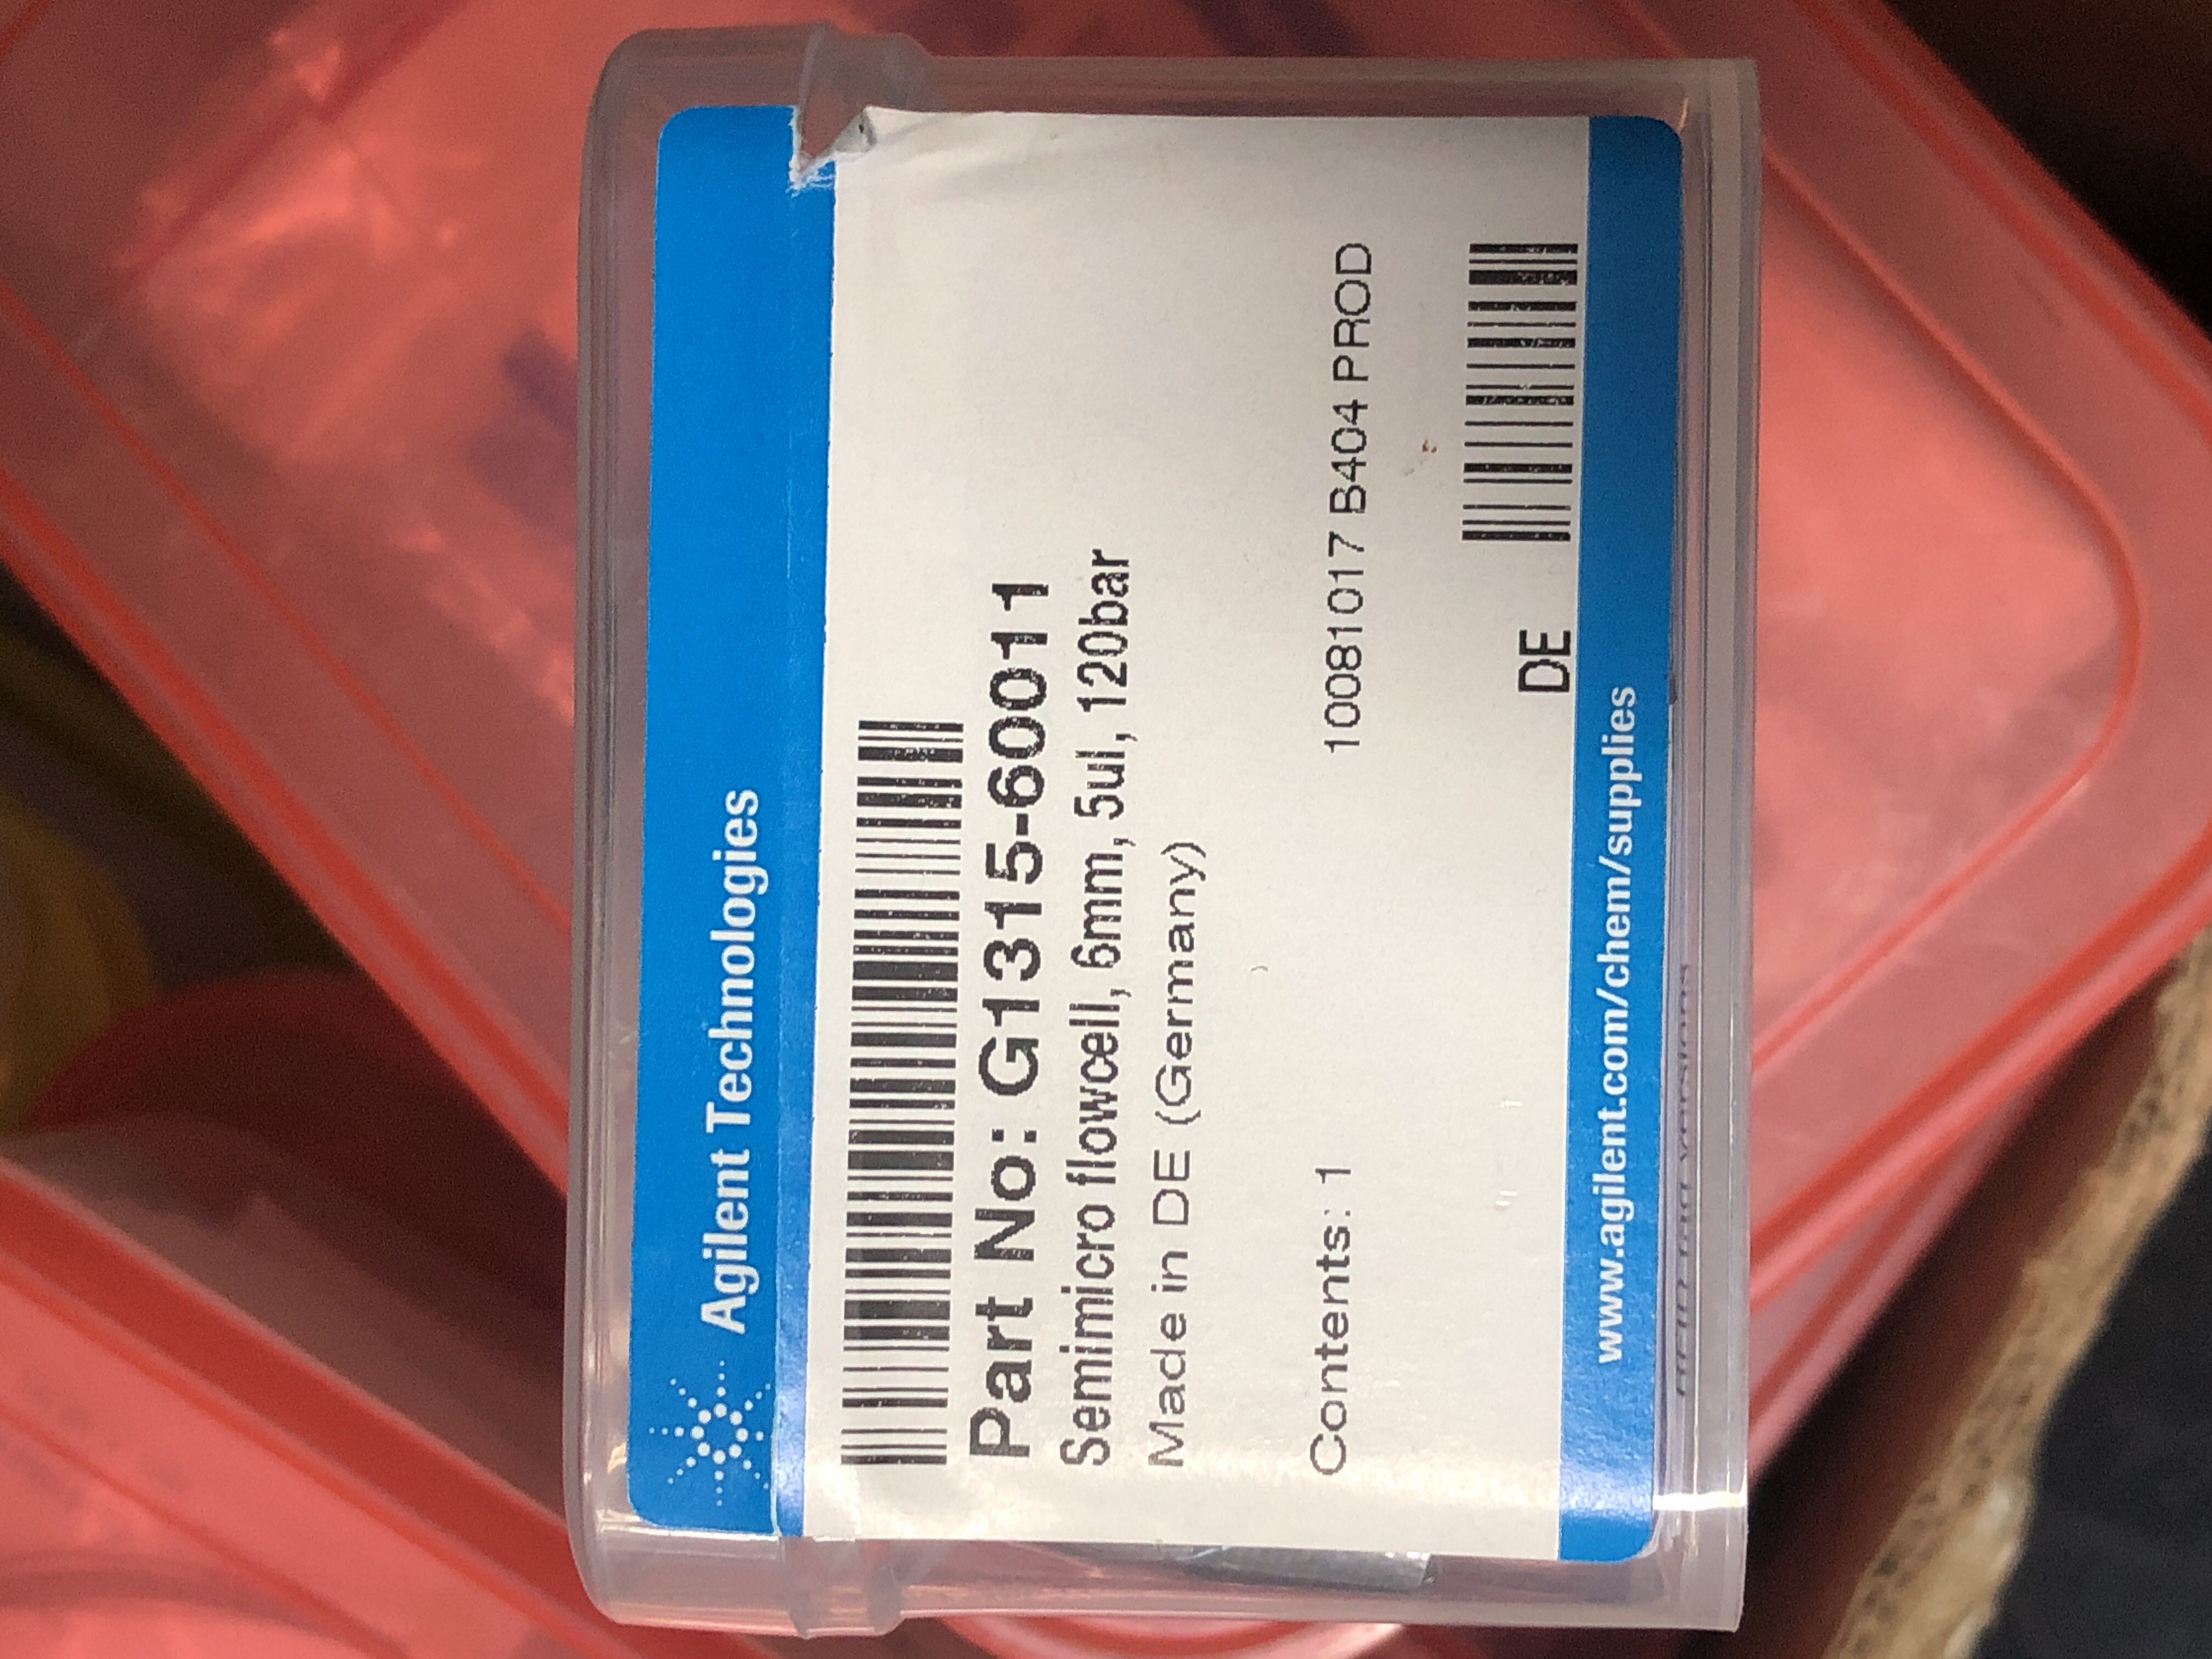 Agilent Technologies
Part No: G1315-60011
Semimicro flowcell, 6mm, 5ul, 120bar
Made in DE (Germany)
Contents: 1
10081017 B404 PROD
DE
www.agilent.com/chem/supplies